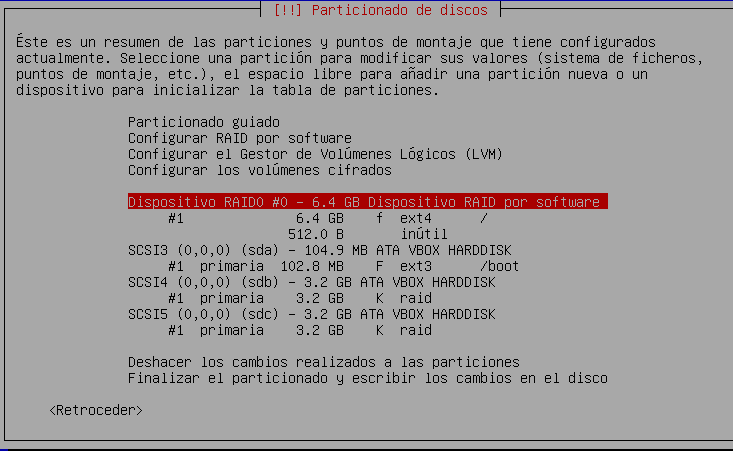 [!!] Particionado de discos
Éste es un resumen de las particiones y puntos de montaje que tiene configurados
actualmente. Seleccione una partición para modificar sus valores (sistema de ficheros,
puntos de montaje, etc.), el espacio libre para añadir una partición nueva o un
dispositivo para inicializar la tabla de particiones.
Particionado guiado
Configurar RAID por software
Configurar el Gestor de Volúmenes Lógicos (LVM)
Configurar los volúmenes cifrados
Dispositivo RAID0 #0 - 6.4 GB Dispositivo RAID por software
#1 6.4 GB f ext4 /
512.0 B inútil
SCSI3 (0,0,0) (sda) - 104.9 MB ATA VBOX HARDDISK
#1 primaria 102.8 MB F ext3 /boot
SCSI4 (0,0,0) (sdb) - 3.2 GB ATA VBOX HARDDISK
#1 primaria 3.2 GB K raid
SCSI5 (0,0,0) (sdc) - 3.2 GB ATA VBOX HARDDISK
#1 primaria 3.2 GB K raid
Deshacer los cambios realizados a las particiones
Finalizar el particionado y escribir los cambios en el disco
<Retroceder>